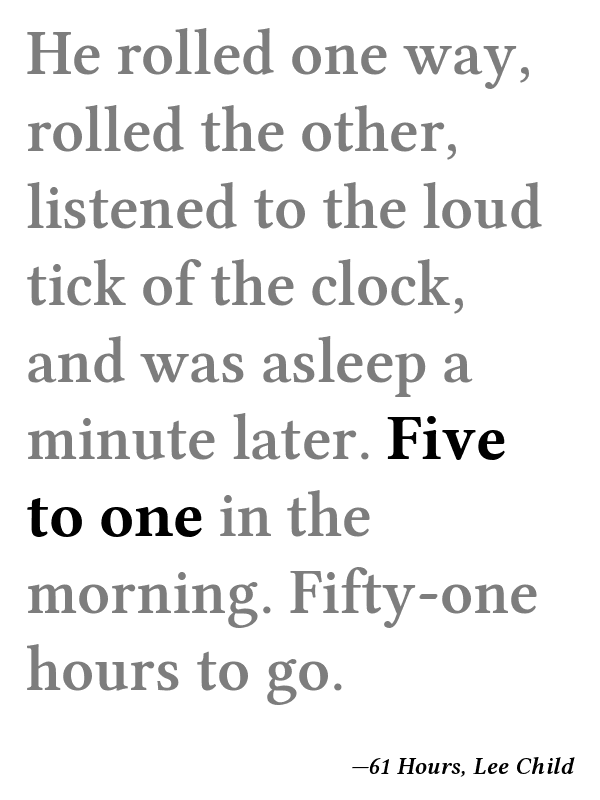 He rolled one way,
rolled the other,
listened to the loud
tick of the clock,
and was asleep a
minute later. Five
to one in the
morning. Fifty-one
hours to go.
—61 Hours, Lee Child